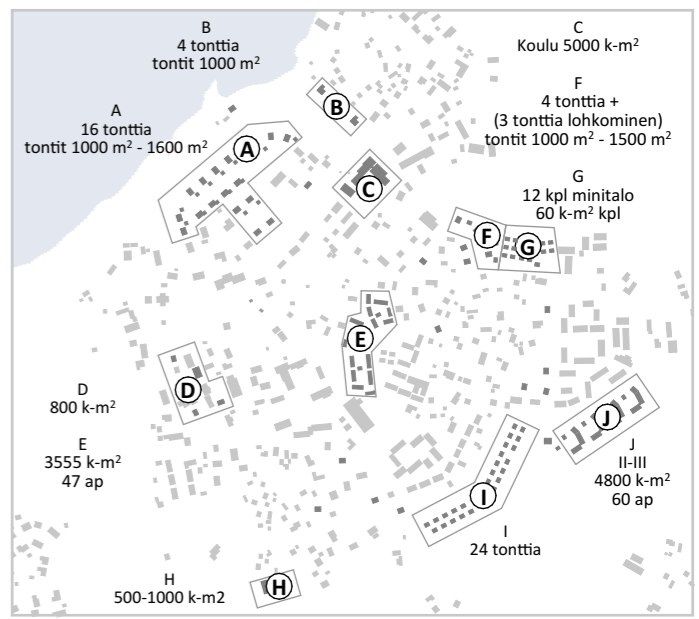 B
4 tonttia
tontit 1000 m²
A
16 tonttia
tontit 1000 m² - 1600 m²
C
Koulu 5000 k-m²
F
4 tonttia +
(3 tonttia lohkominen)
tontit 1000 m² - 1500 m²
G
12 kpl minitalo
60 k-m² kpl
B
A
C
F
G
E
D
J
I
H
D
800 k-m²
E
3555 k-m²
47 ap
J
II-III
4800 k-m²
60 ap
I
24 tonttia
H
500-1000 k-m2